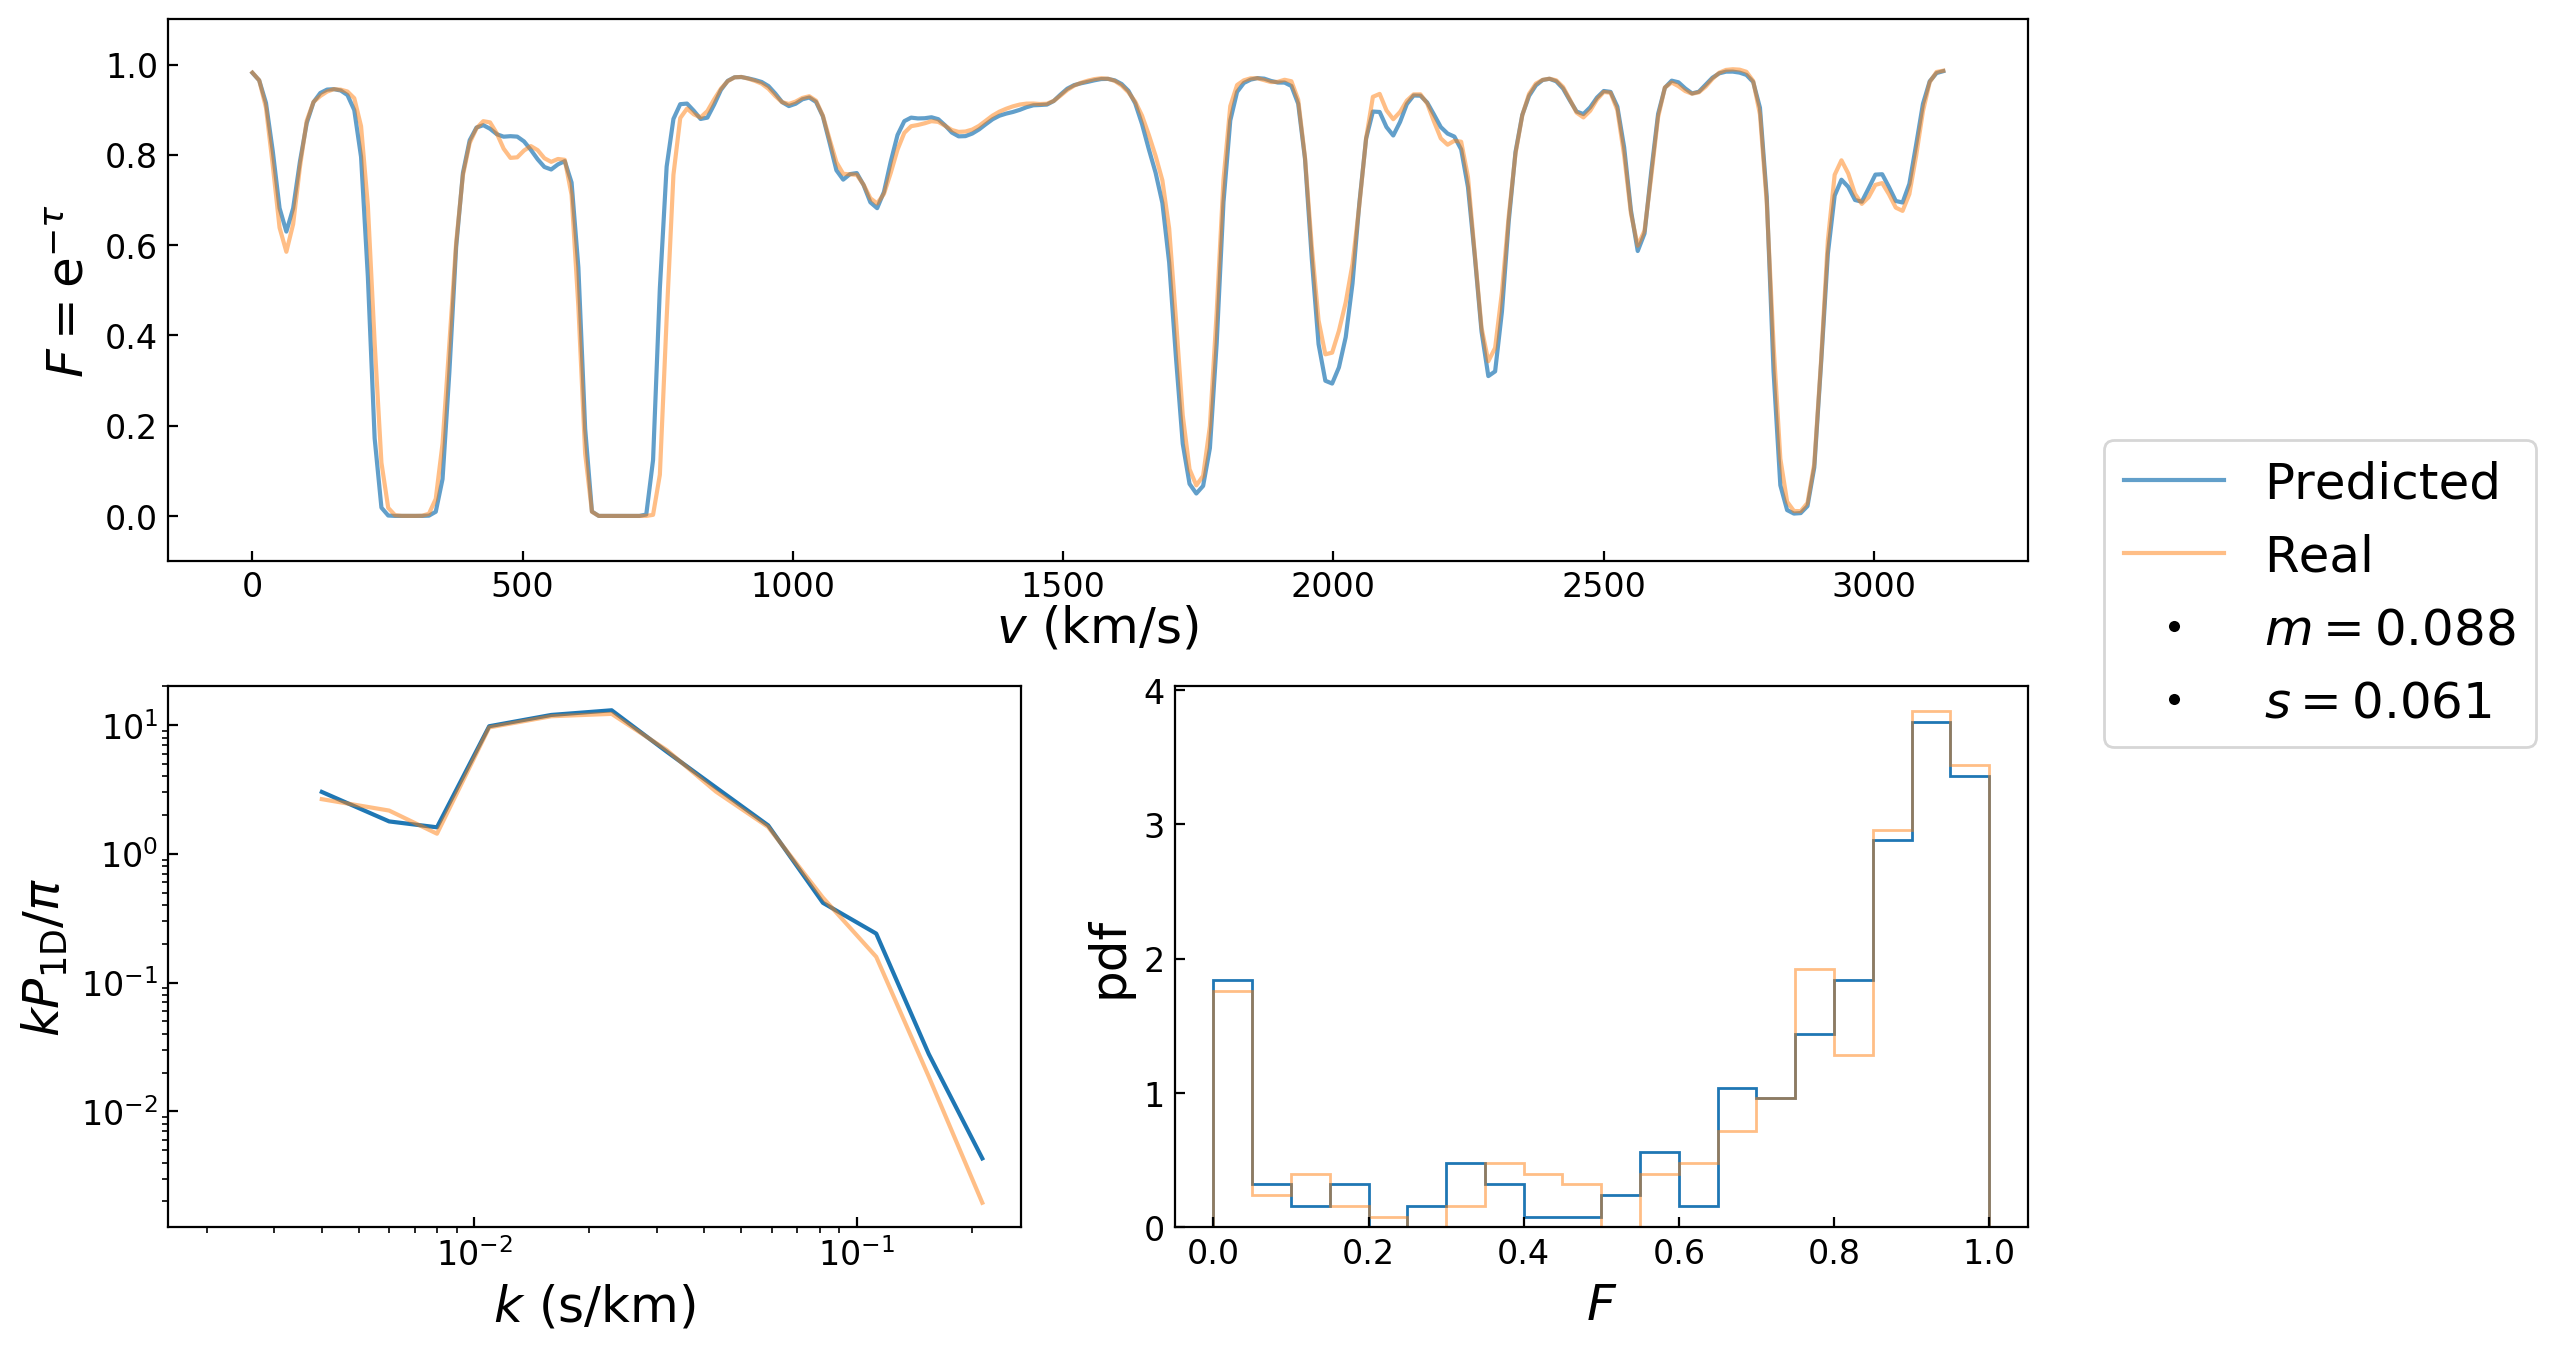 1.0
0.8
0.6
0.4
0.2
0.0
F = e^{-τ}
0 500 1000 1500 2000 2500 3000
v (km/s)
Predicted
Real
m = 0.088
s = 0.061
10^1
10^0
10^{-1}
10^{-2}
kP_{1D}/π
10^{-2} 10^{-1}
k (s/km)
4
3
2
1
0
pdf
0.0 0.2 0.4 0.6 0.8 1.0
F